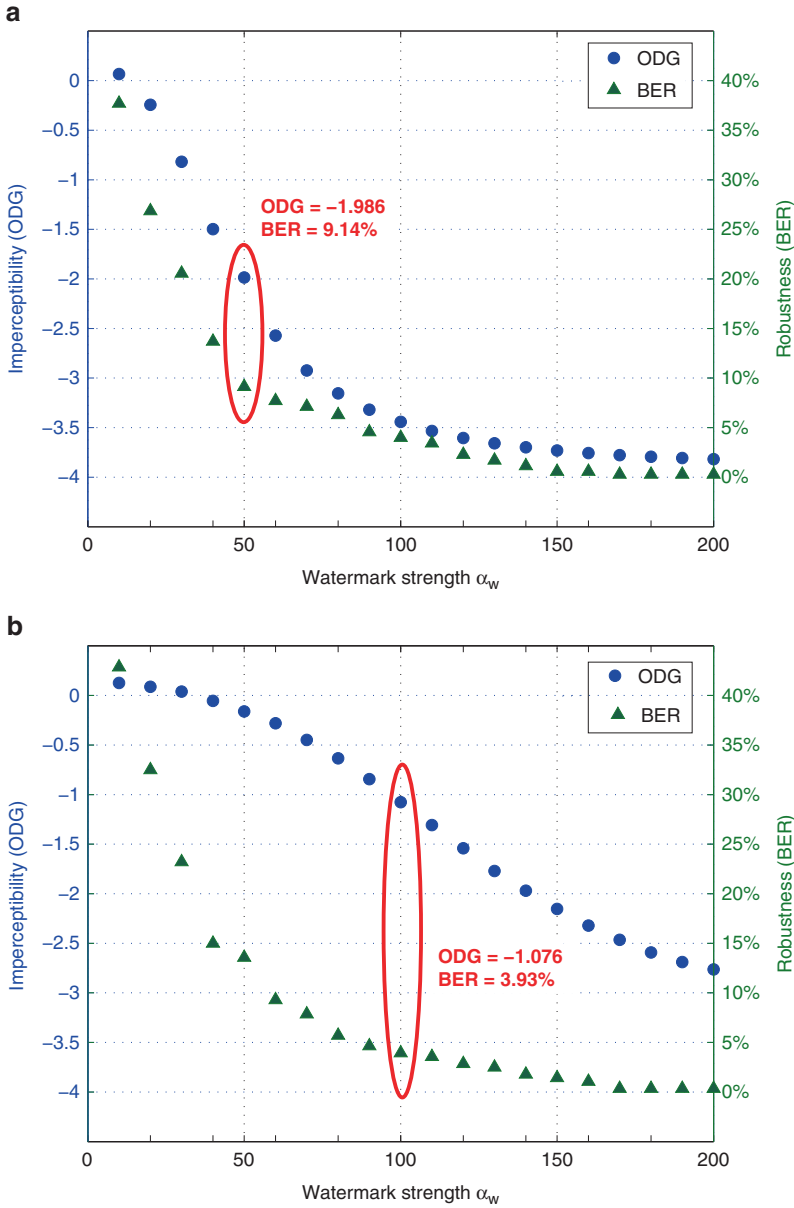 a
ODG
BER
0
−0.5
−1
−1.5
−2
−2.5
−3
−3.5
−4
Imperceptibility (ODG)
40%
35%
30%
25%
20%
15%
10%
5%
0%
Robustness (BER)
ODG = −1.986
BER = 9.14%
0 50 100 150 200
Watermark strength αw
b
ODG
BER
0
−0.5
−1
−1.5
−2
−2.5
−3
−3.5
−4
Imperceptibility (ODG)
40%
35%
30%
25%
20%
15%
10%
5%
0%
Robustness (BER)
ODG = −1.076
BER = 3.93%
0 50 100 150 200
Watermark strength αw